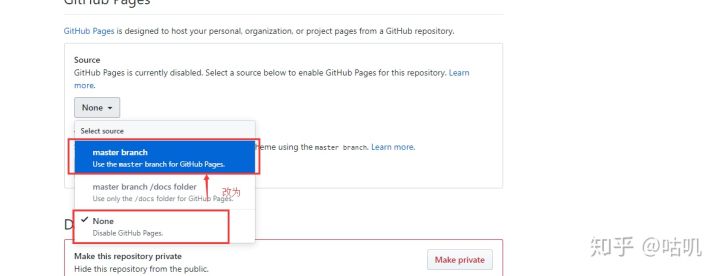 GitHub Pages
GitHub Pages is designed to host your personal, organization, or project pages from a GitHub repository.
Source
GitHub Pages is currently disabled. Select a source below to enable GitHub Pages for this repository. Learn
more.
None
Select source
master branch
Use the master branch for GitHub Pages.
eme using the master branch. Learn more.
master branch /docs folder
Use only the /docs folder for GitHub Pages.
改为
None
Disable GitHub Pages.
D
Make this repository private
Hide this repository from the public.
Make private
知乎 @咕叽